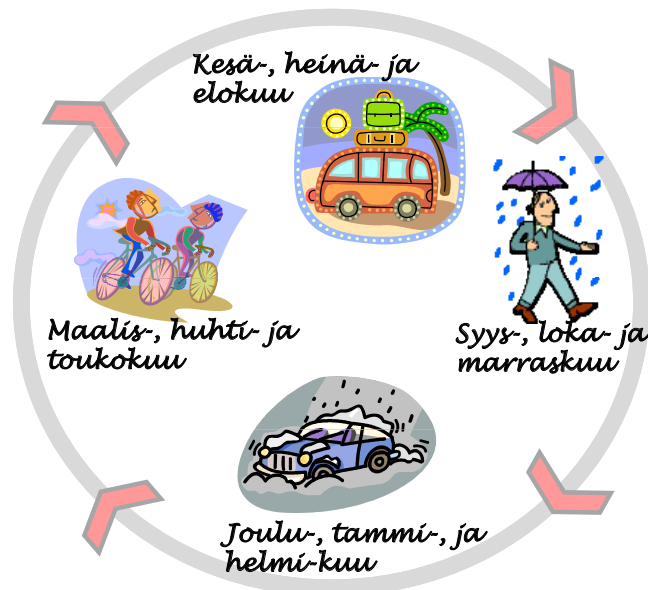 Kesä-, heinä- ja
elokuu
Maalis-, huhti- ja
toukokuu
Syys-, loka- ja
marraskuu
Joulu-, tammi-, ja
helmi-kuu